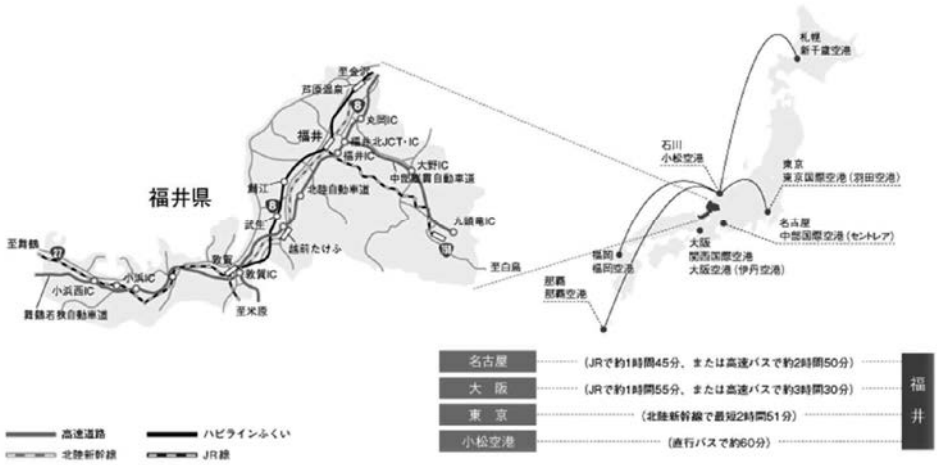 至金沢
芦原温泉
8
丸岡IC
福井
福井北JCT・IC
福井IC
大野IC
中部縦貫自動車道
鯖江
北陸自動車道
福井県
8
武生
九頭竜IC
越前たけふ
158
至舞鶴
27
敦賀
至白鳥
小浜IC
敦賀IC
小浜西IC
至米原
舞鶴若狭自動車道
札幌
新千歳空港
石川
小松空港
東京
東京国際空港(羽田空港)
名古屋
中部国際空港(セントレア)
福岡
福岡空港
大阪
関西国際空港
大阪空港(伊丹空港)
那覇
那覇空港
名古屋 (JRで約1時間45分、または高速バスで約2時間50分)
大阪 (JRで約1時間55分、または高速バスで約3時間30分)
東京 (北陸新幹線で最短2時間51分)
小松空港 (直行バスで約60分)
福井
高速道路
ハピラインふくい
北陸新幹線
JR線